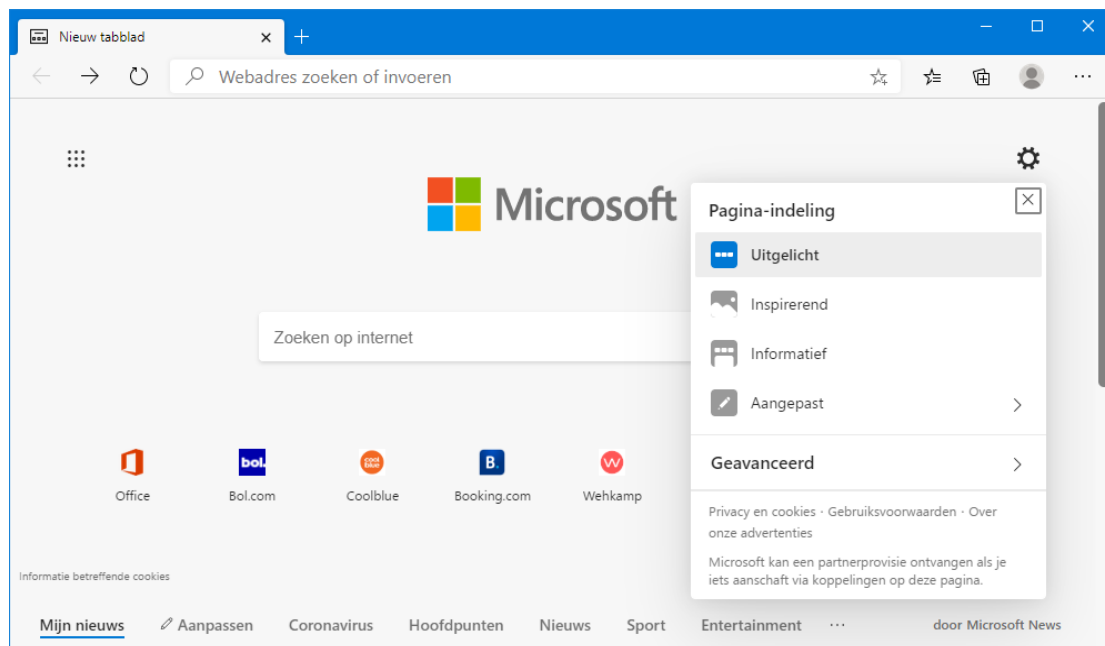 Nieuw tabblad
Webadres zoeken of invoeren
Microsoft
Pagina-indeling
Uitgelicht
Inspirerend
Zoeken op internet
Informatief
Aangepast
Geavanceerd
bol.
cool
blue
B.
Office
Bol.com
Coolblue
Booking.com
Wehkamp
Privacy en cookies · Gebruiksvoorwaarden · Over
onze advertenties
Microsoft kan een partnerprovisie ontvangen als je
iets aanschaft via koppelingen op deze pagina.
Informatie betreffende cookies
Mijn nieuws Aanpassen Coronavirus Hoofdpunten Nieuws Sport Entertainment ··· door Microsoft News